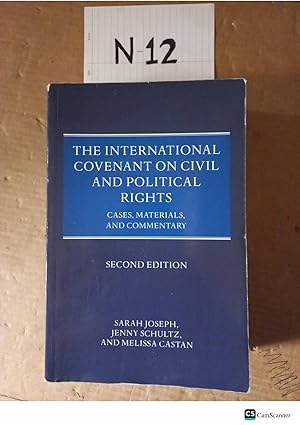 N-12
THE INTERNATIONAL
COVENANT ON CIVIL
AND POLITICAL
RIGHTS
CASES, MATERIALS,
AND COMMENTARY
SECOND EDITION
SARAH JOSEPH,
JENNY SCHULTZ,
AND MELISSA CASTAN
CS CamScanner